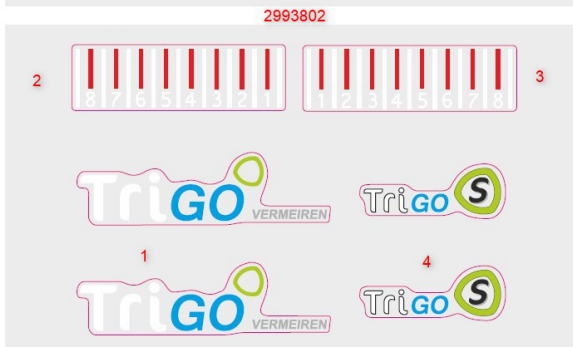 2993802
2
8 7 6 5 4 3 2 1
1 2 3 4 5 6 7 8
3
TriGO VERMEIREN
TriGO S
1
4
TriGO VERMEIREN
TriGO S